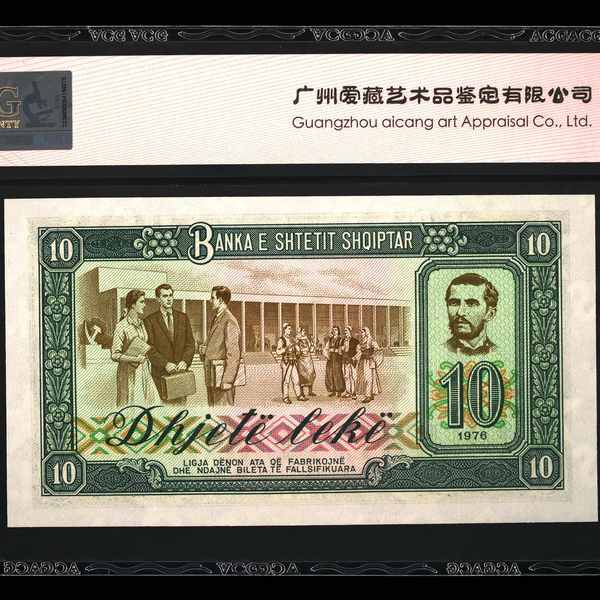 G
NTY
广州爱藏艺术品鉴定有限公司
Guangzhou aicang art Appraisal Co., Ltd.
10
BANKA E SHTETIT SHQIPTAR
10
10
1976
Dhjetë lekë
10
LIGJA DËNON ATA QË FABRIKOJNË
DHE NDAJNË BILETA TË FALLSIFIKUARA
10